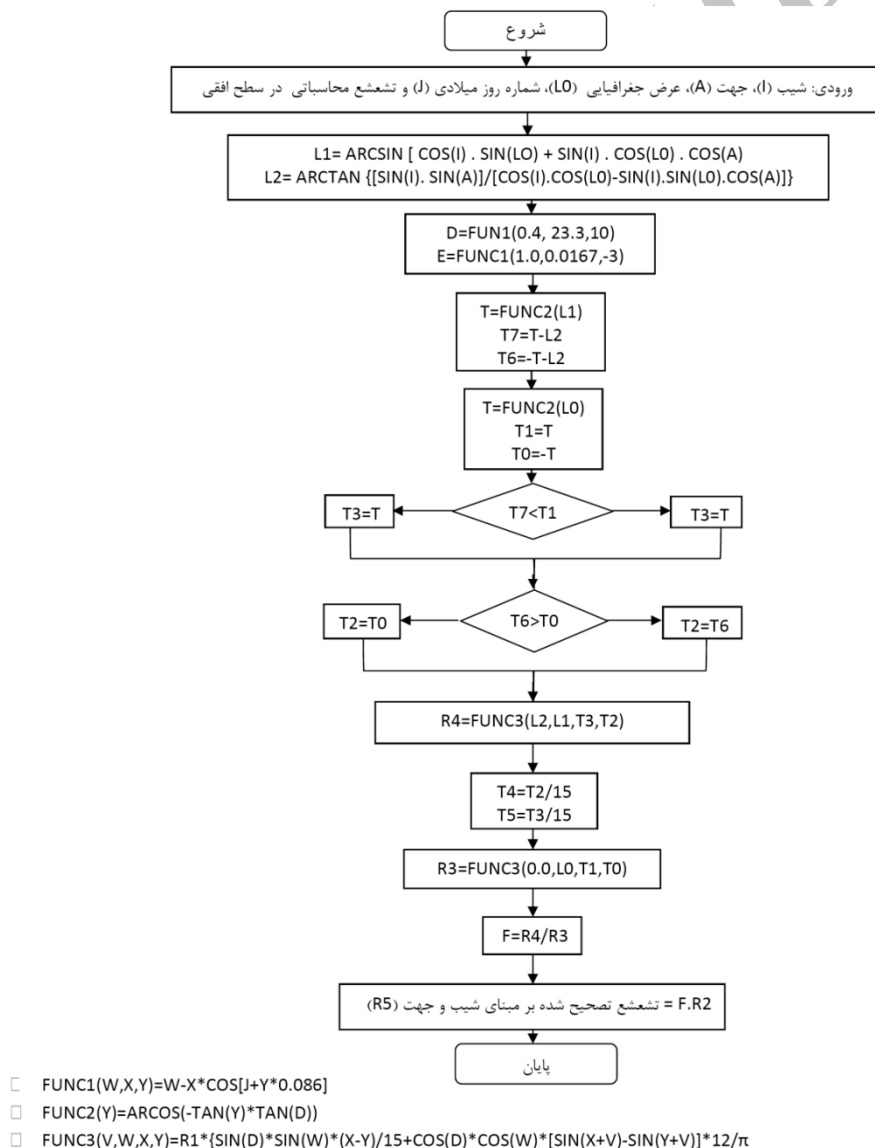 شروع
ورودی: شیب (I)، جهت (A)، عرض جغرافیایی (L0)، شماره روز میلادی (J) و تشعشع محاسباتی در سطح افقی
L1= ARCSIN [ COS(I) . SIN(LO) + SIN(I) . COS(L0) . COS(A)
L2= ARCTAN {[SIN(I). SIN(A)]/[COS(I).COS(L0)-SIN(I).SIN(L0).COS(A)]}
D=FUN1(0.4, 23.3,10)
E=FUNC1(1.0,0.0167,-3)
T=FUNC2(L1)
T7=T-L2
T6=-T-L2
T=FUNC2(L0)
T1=T
T0=-T
T3=T
T7<T1
T3=T
T2=T0
T6>T0
T2=T6
R4=FUNC3(L2,L1,T3,T2)
T4=T2/15
T5=T3/15
R3=FUNC3(0.0,L0,T1,T0)
F=R4/R3
F.R2 = تشعشع تصحیح شده بر مبنای شیب و جهت (R5)
پایان
FUNC1(W,X,Y)=W-X*COS[J+Y*0.086]
FUNC2(Y)=ARCOS(-TAN(Y)*TAN(D))
FUNC3(V,W,X,Y)=R1*{SIN(D)*SIN(W)*(X-Y)/15+COS(D)*COS(W)*[SIN(X+V)-SIN(Y+V)]*12/π